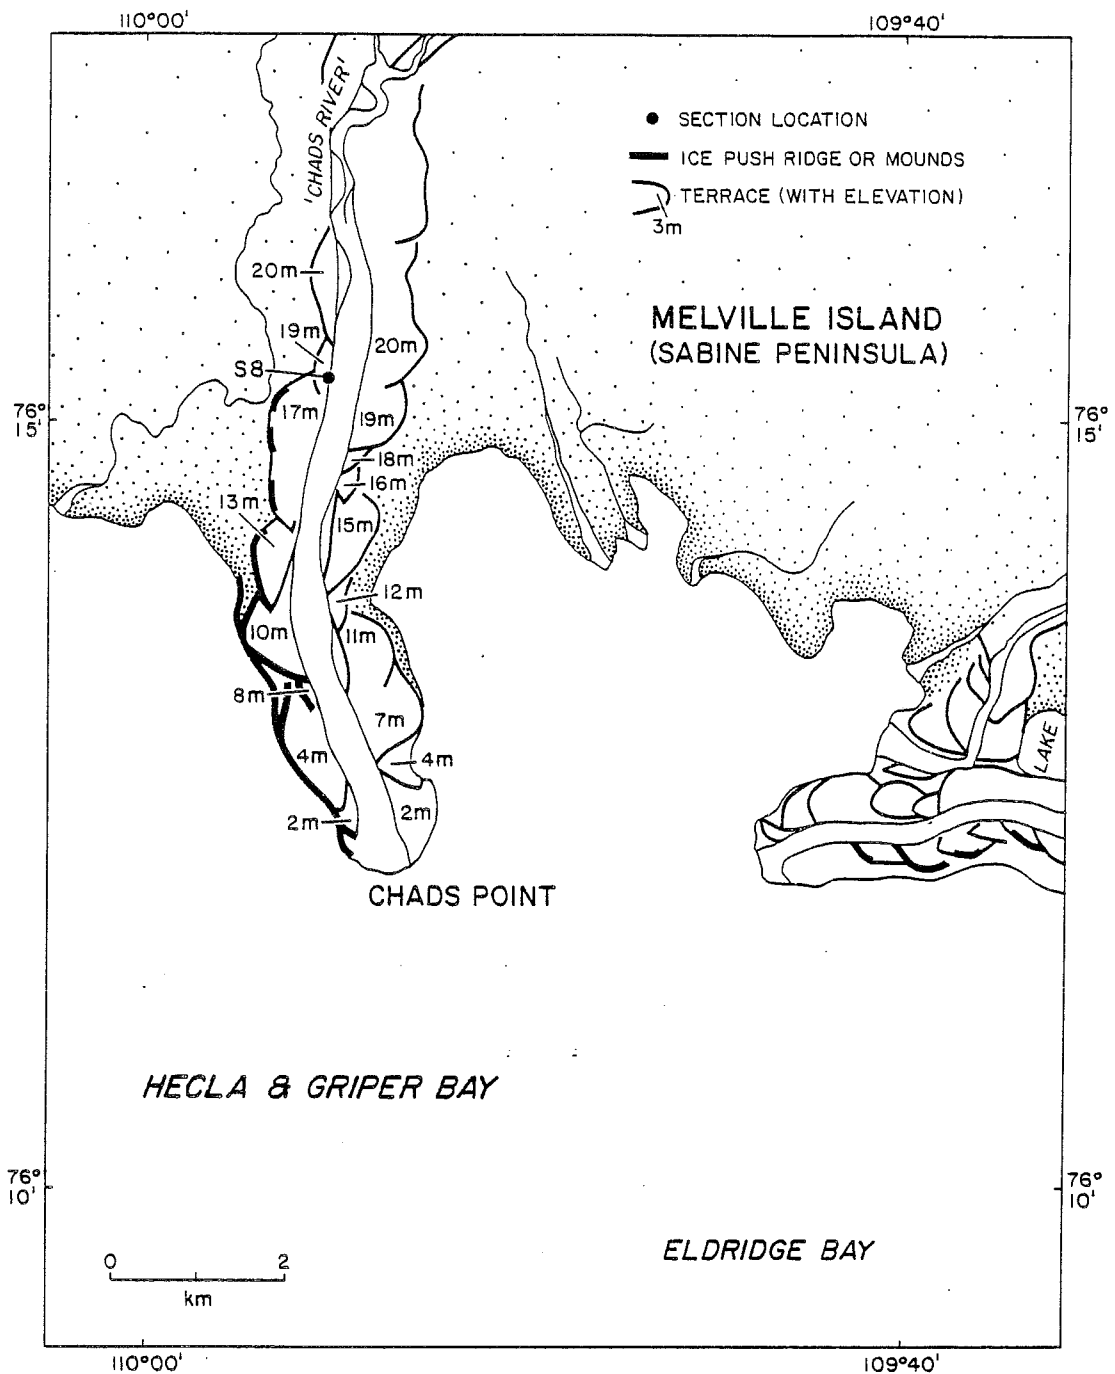 110°00'
109°40'
'CHADS RIVER'
SECTION LOCATION
ICE PUSH RIDGE OR MOUNDS
TERRACE (WITH ELEVATION)
3m
20m
MELVILLE ISLAND
(SABINE PENINSULA)
19m
20m
S8
17m
19m
76°
15'
76°
15'
18m
16m
13m
15m
12m
10m
11m
8m
7m
4m
4m
LAKE
2m
2m
CHADS POINT
HECLA & GRIPER BAY
76°
10'
76°
10'
ELDRIDGE BAY
0 2
km
110°00'
109°40'